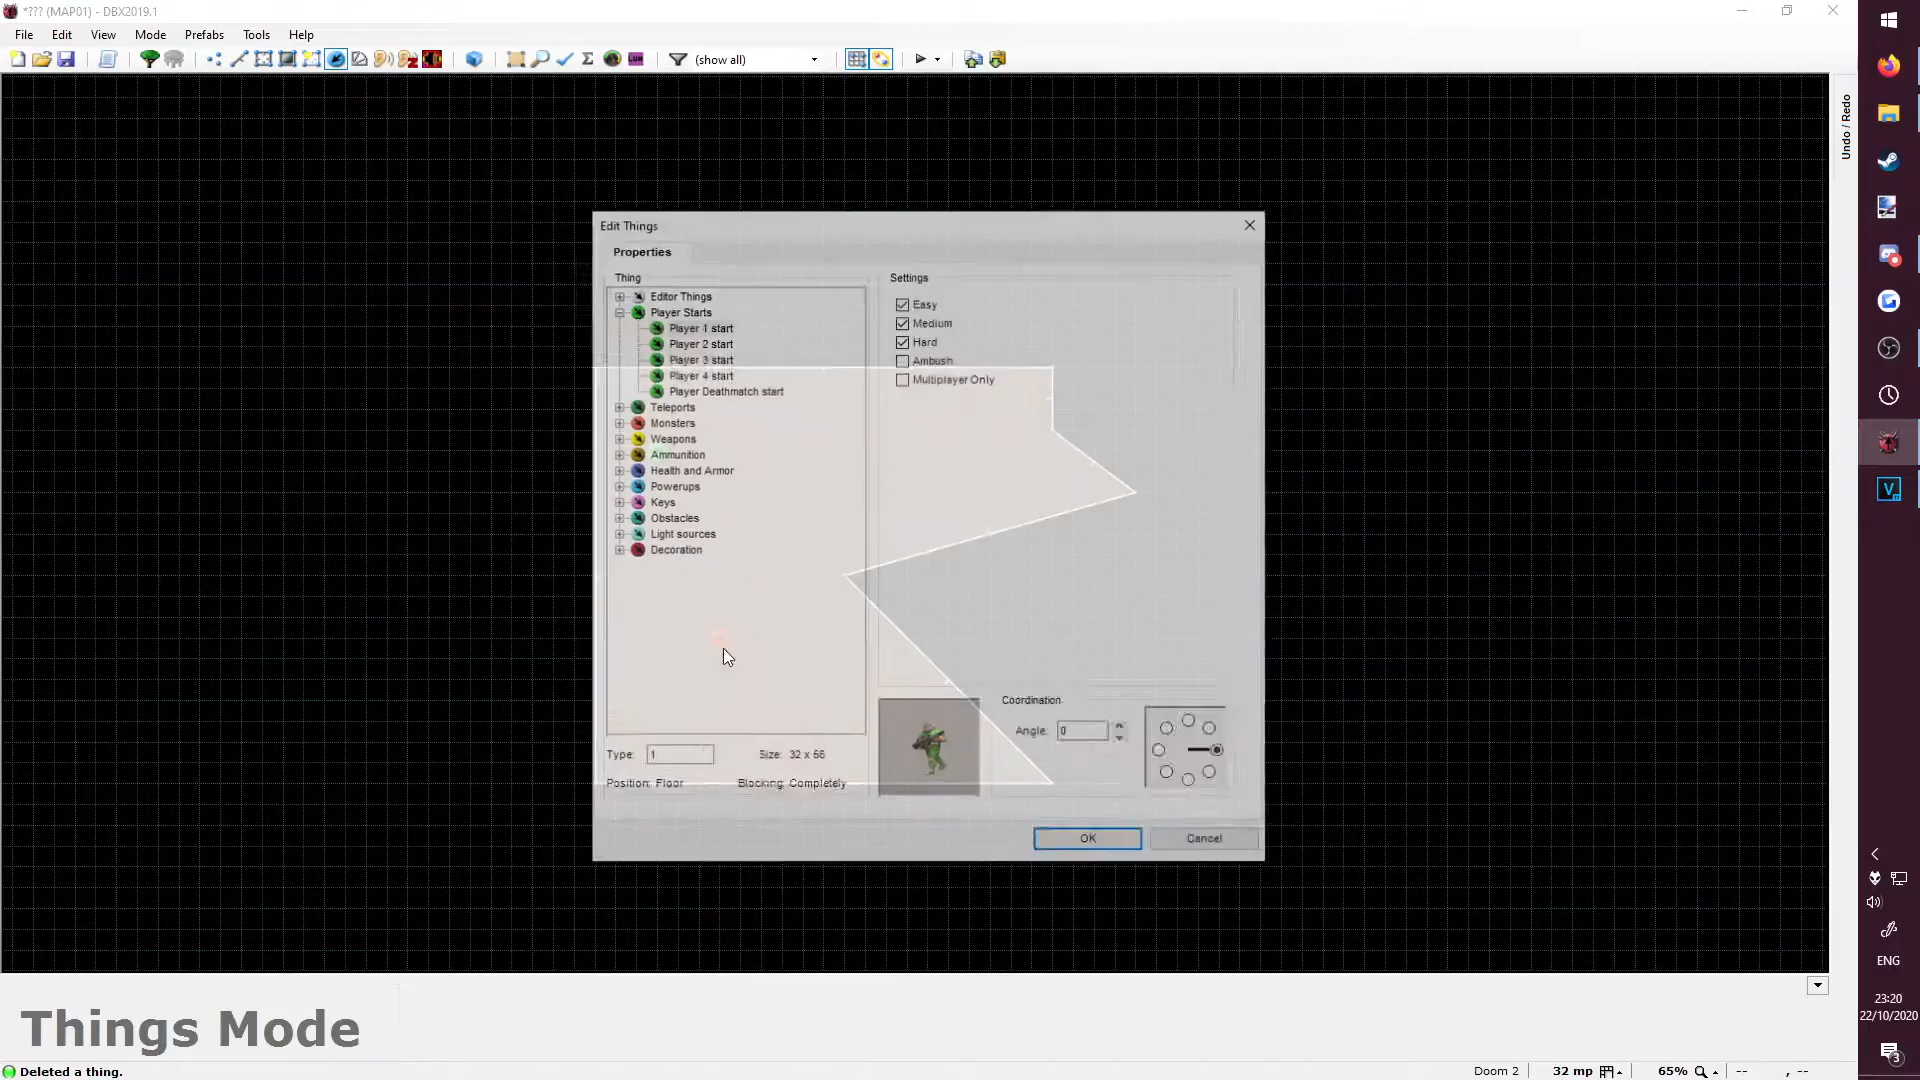 *??? (MAP01) - DBX2019.1
File Edit View Mode Prefabs Tools Help
(show all)
Undo / Redo
Edit Things
Properties
Thing
Editor Things
Player Starts
Player 1 start
Player 2 start
Player 3 start
Player 4 start
Player Deathmatch start
Teleports
Monsters
Weapons
Ammunition
Health and Armor
Powerups
Keys
Obstacles
Light sources
Decoration
Type: 1 Size: 32 x 56
Position: Floor Blocking: Completely
Settings
Easy
Medium
Hard
Ambush
Multiplayer Only
Coordination
Angle: 0
OK Cancel
ENG
23:20
22/10/2020
3
Things Mode
Deleted a thing.
Doom 2 32 mp 65% -- , --